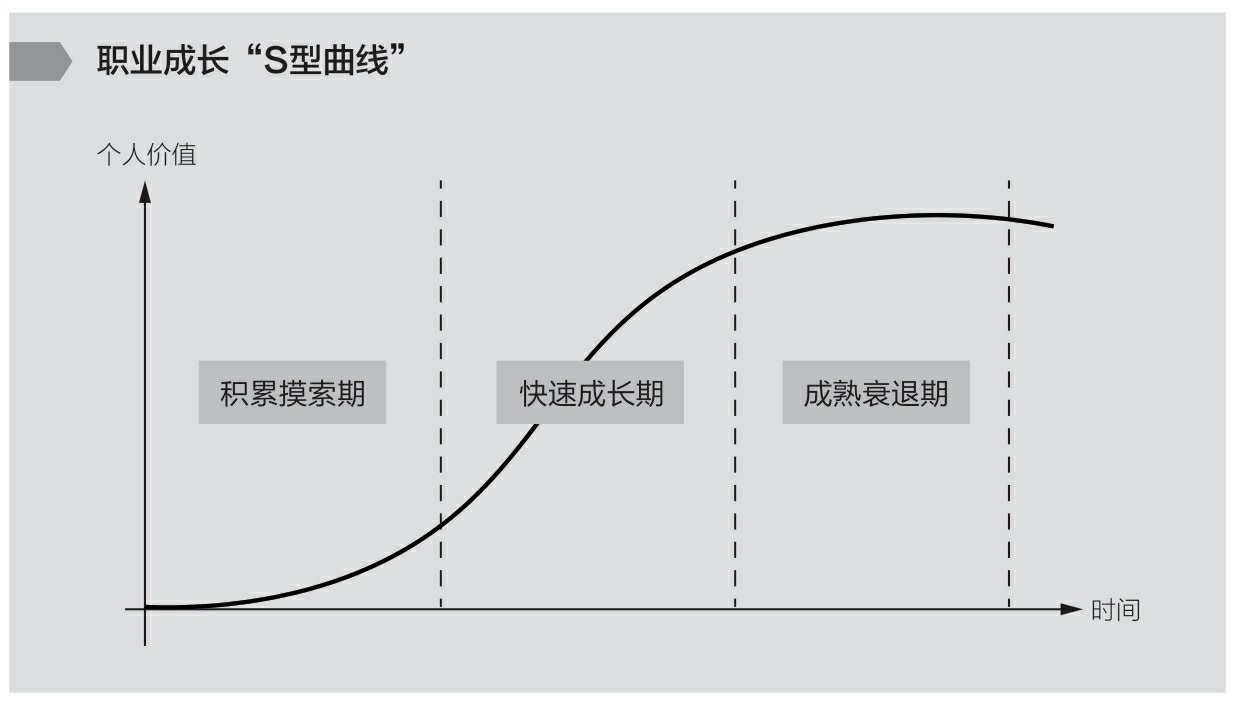 职业成长“S型曲线”
个人价值
积累摸索期
快速成长期
成熟衰退期
时间